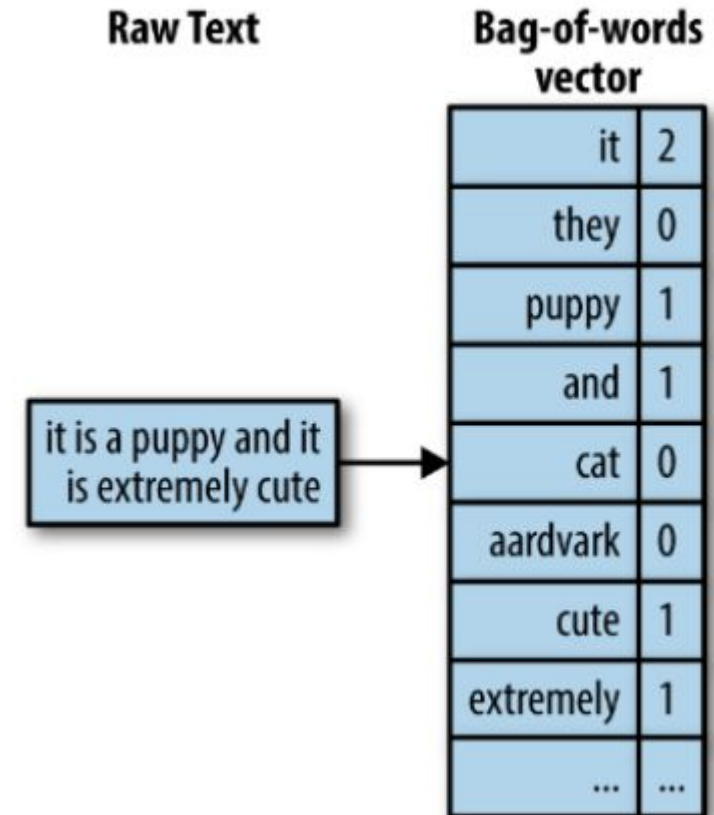 Raw Text
Bag-of-words
vector
it is a puppy and it
is extremely cute
it 2
they 0
puppy 1
and 1
cat 0
aardvark 0
cute 1
extremely 1
... ...